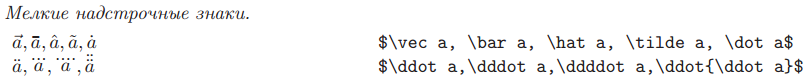 Мелкие надстрочные знаки.
a⃗, ā, â, ã, ȧ $\vec a, \bar a, \hat a, \tilde a, \dot a$
ä, a⃛, a⃜, ä̈ $\ddot a,\dddot a,\ddddot a,\ddot{\ddot a}$